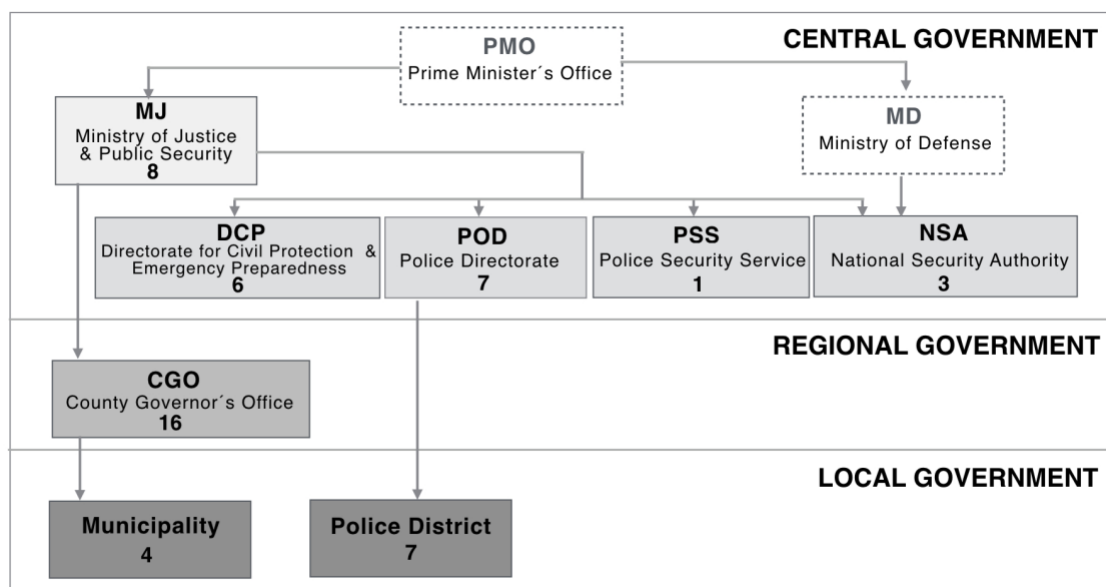 CENTRAL GOVERNMENT
PMO
Prime Minister´s Office
MJ
Ministry of Justice
& Public Security
8
MD
Ministry of Defense
DCP
Directorate for Civil Protection &
Emergency Preparedness
6
POD
Police Directorate
7
PSS
Police Security Service
1
NSA
National Security Authority
3
REGIONAL GOVERNMENT
CGO
County Governor´s Office
16
LOCAL GOVERNMENT
Municipality
4
Police District
7